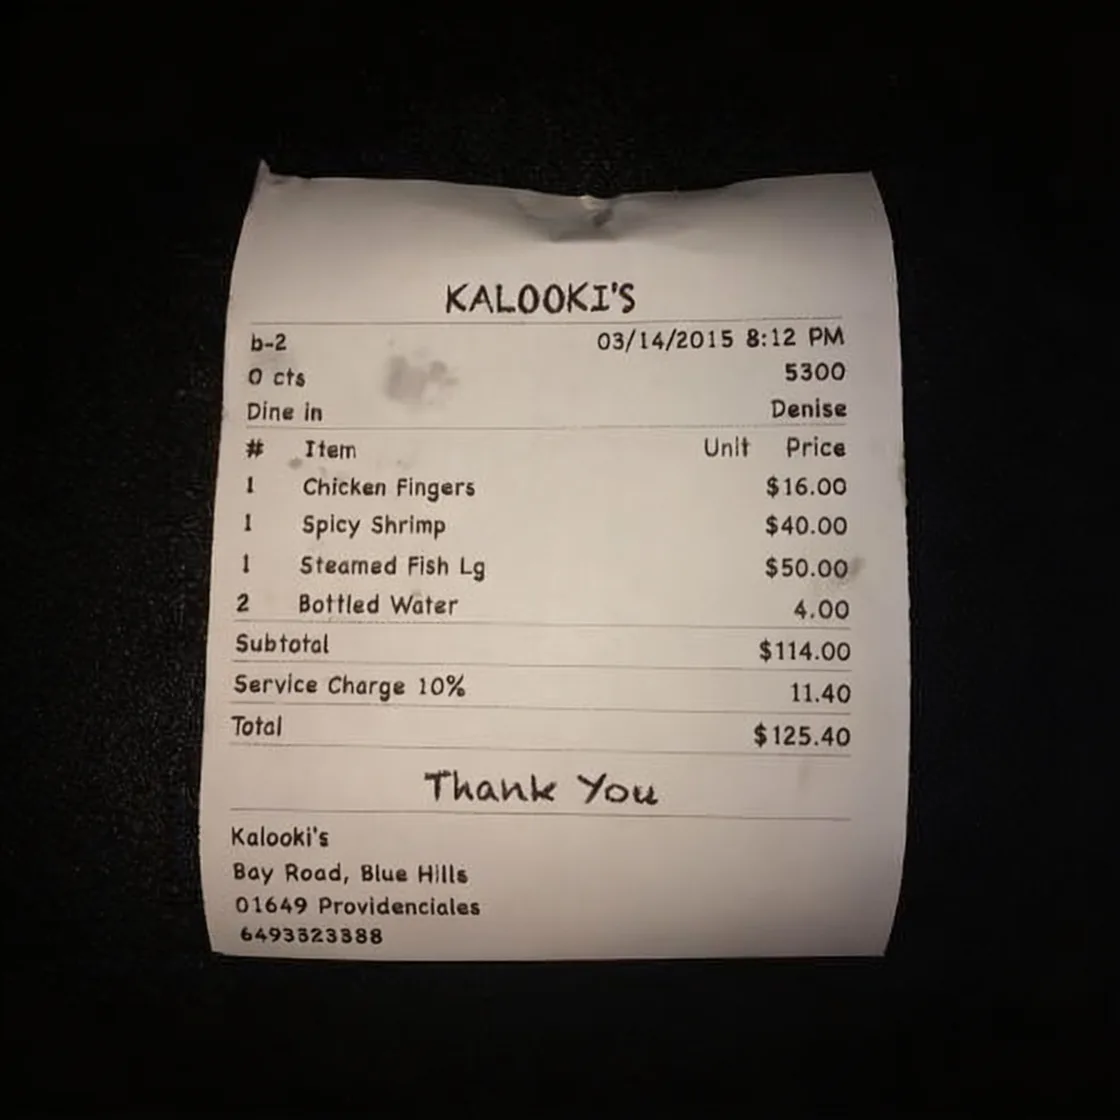 KALOOKI'S
b-2 03/14/2015 8:12 PM
0 cts 5300
Dine in Denise
# Item Unit Price
1 Chicken Fingers $16.00
1 Spicy Shrimp $40.00
1 Steamed Fish Lg $50.00
2 Bottled Water 4.00
Subtotal $114.00
Service Charge 10% 11.40
Total $125.40
Thank You
Kalooki's
Bay Road, Blue Hills
01649 Providenciales
6493323388